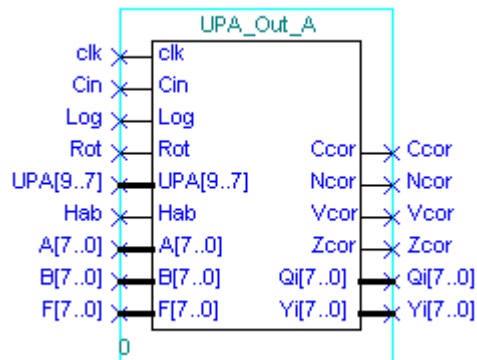 UPA_Out_A
clk clk
Cin Cin
Log Log
Rot Rot Ccor Ccor
UPA[9..7] UPA[9..7] Ncor Ncor
Hab Hab Vcor Vcor
A[7..0] A[7..0] Zcor Zcor
B[7..0] B[7..0] Qi[7..0] Qi[7..0]
F[7..0] F[7..0] Yi[7..0] Yi[7..0]
0